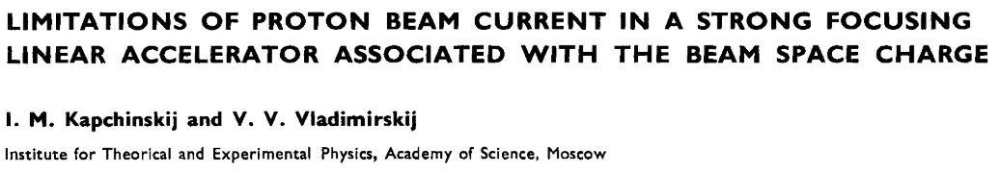 LIMITATIONS OF PROTON BEAM CURRENT IN A STRONG FOCUSING
LINEAR ACCELERATOR ASSOCIATED WITH THE BEAM SPACE CHARGE
I. M. Kapchinskij and V. V. Vladimirskij
Institute for Theorical and Experimental Physics, Academy of Science, Moscow